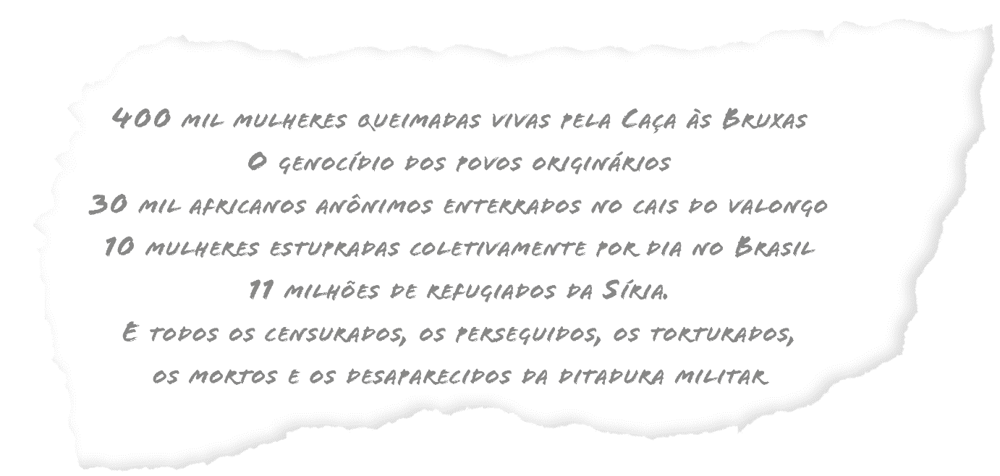 400 mil mulheres queimadas vivas pela Caça às Bruxas
O genocídio dos povos originários
30 mil africanos anônimos enterrados no cais do valongo
10 mulheres estupradas coletivamente por dia no Brasil
11 milhões de refugiados da Síria.
E todos os censurados, os perseguidos, os torturados,
os mortos e os desaparecidos da ditadura militar